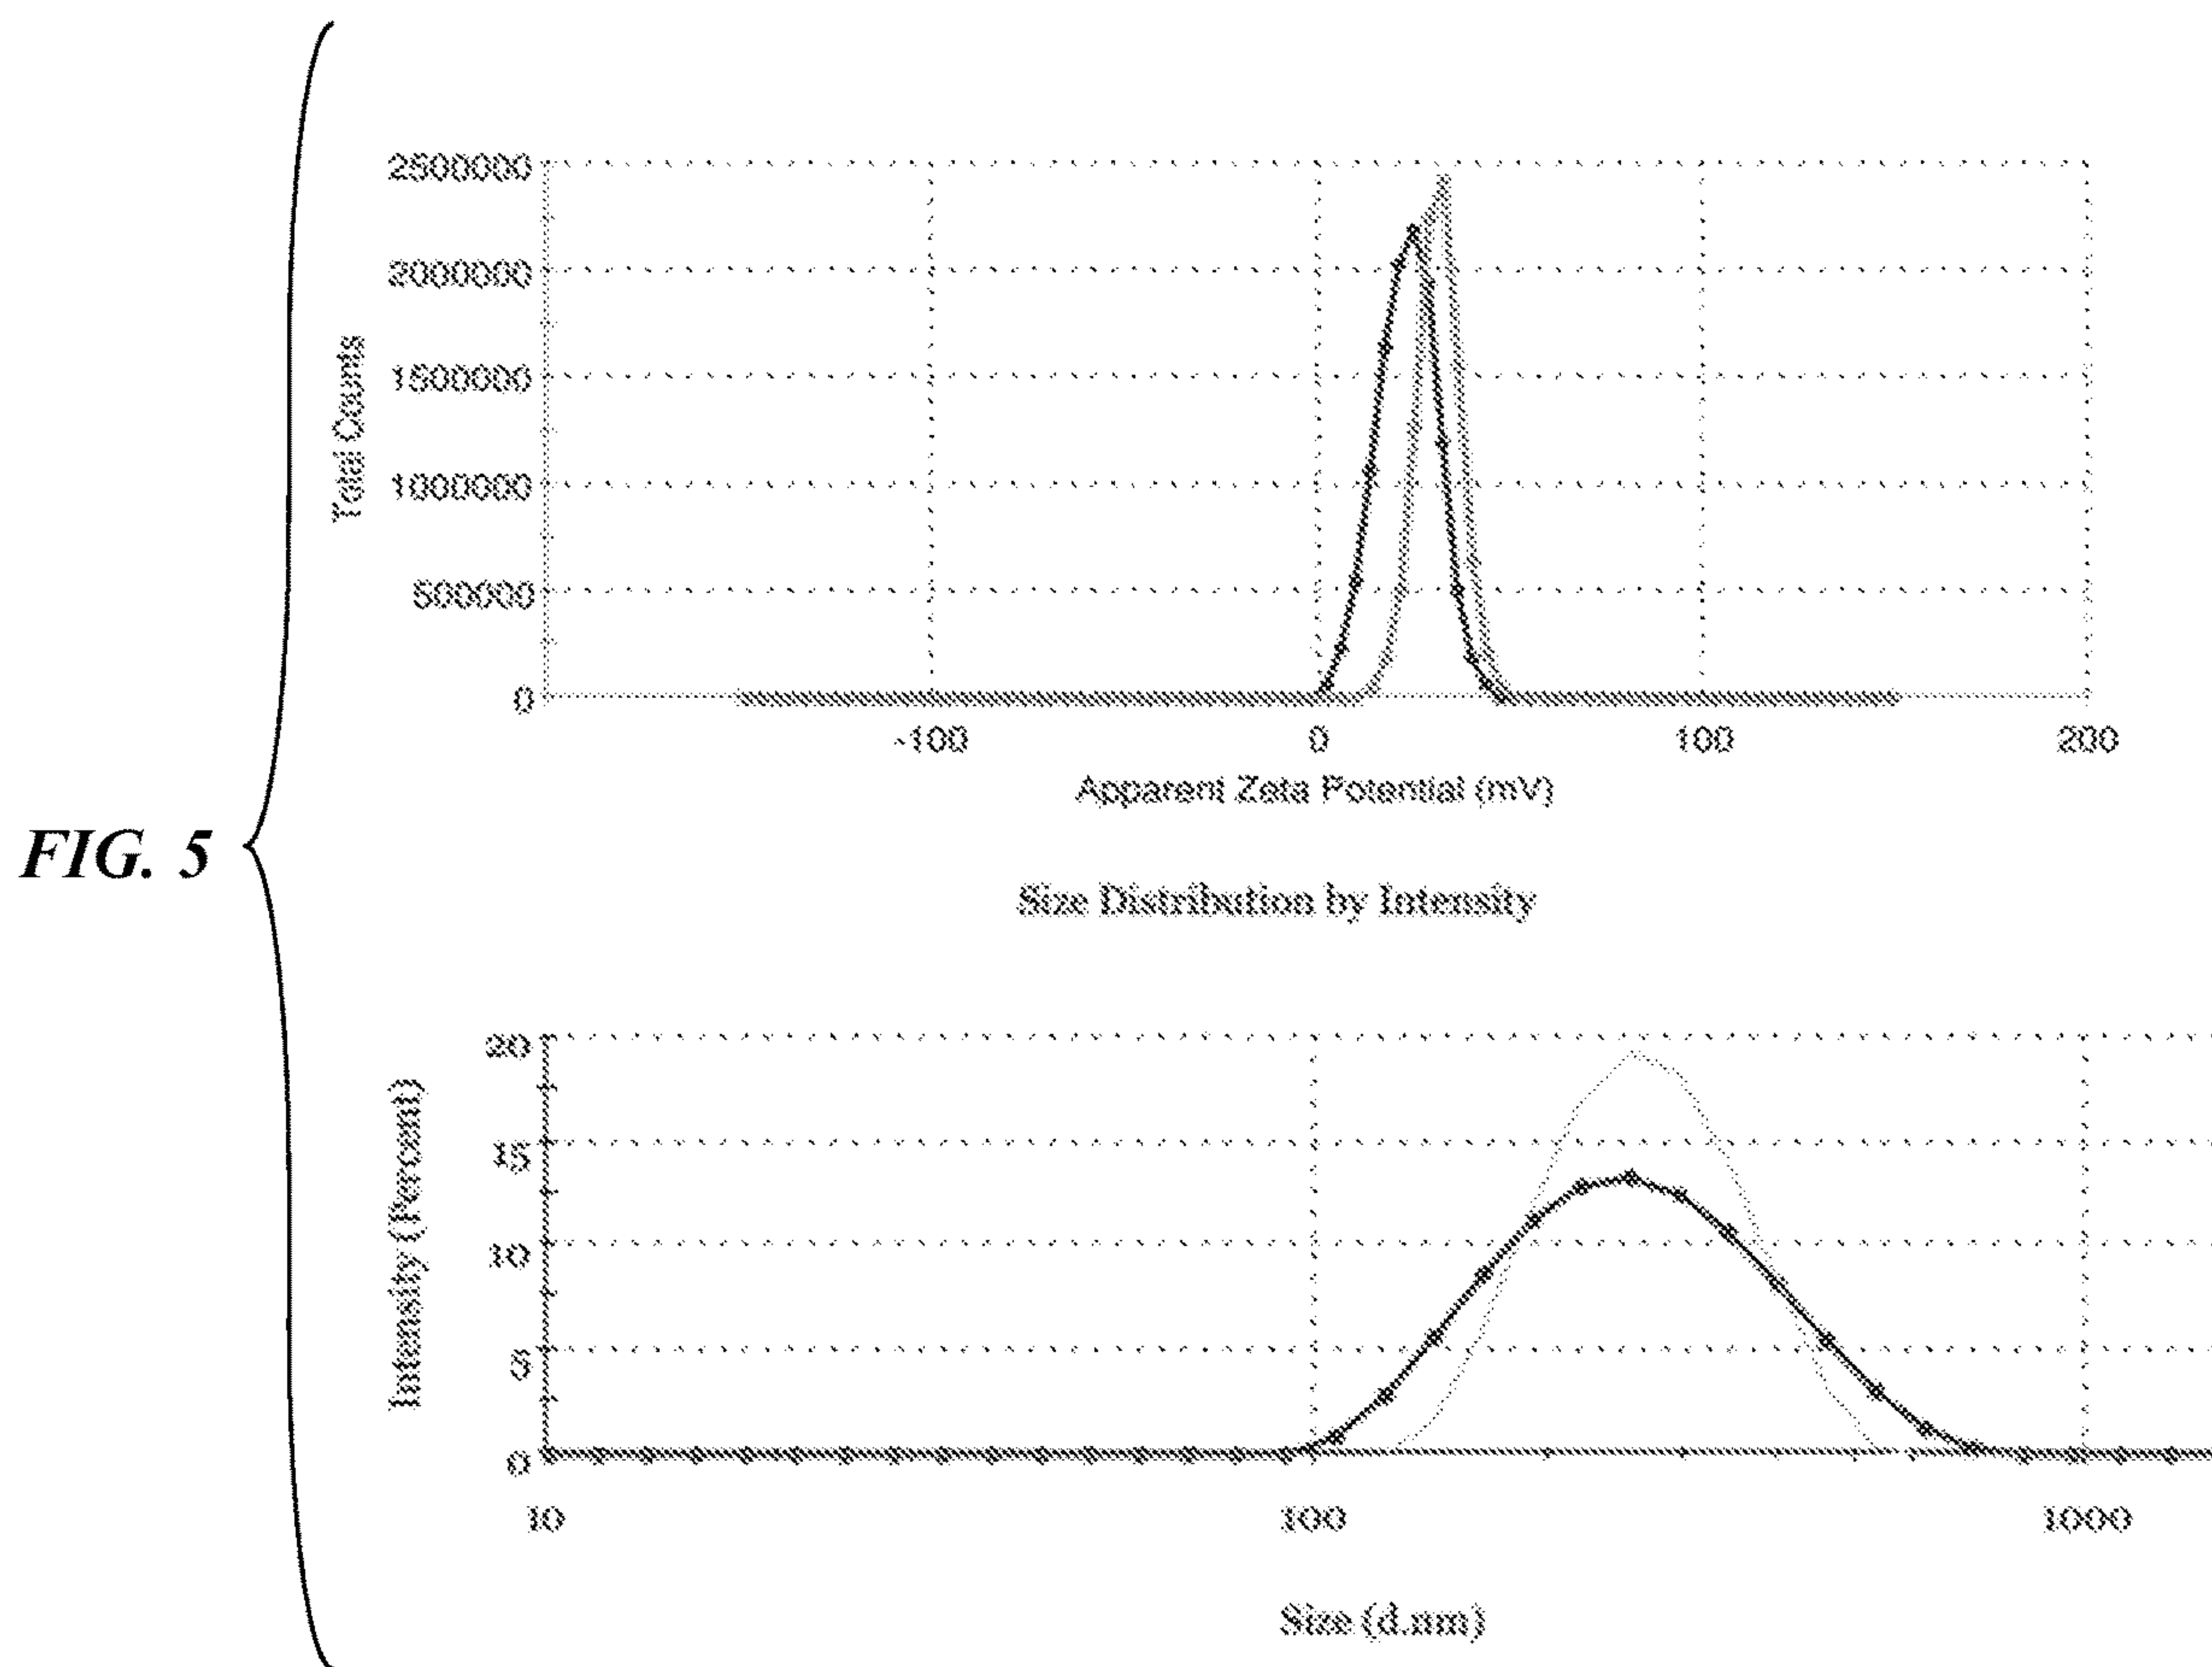 FIG. 5
Total Counts
2500000
2000000
1500000
1000000
500000
0
-100 0 100 200
Apparent Zeta Potential (mV)
Size Distribution by Intensity
Intensity (Percent)
20
15
10
5
0
10 100 1000
Size (d.nm)